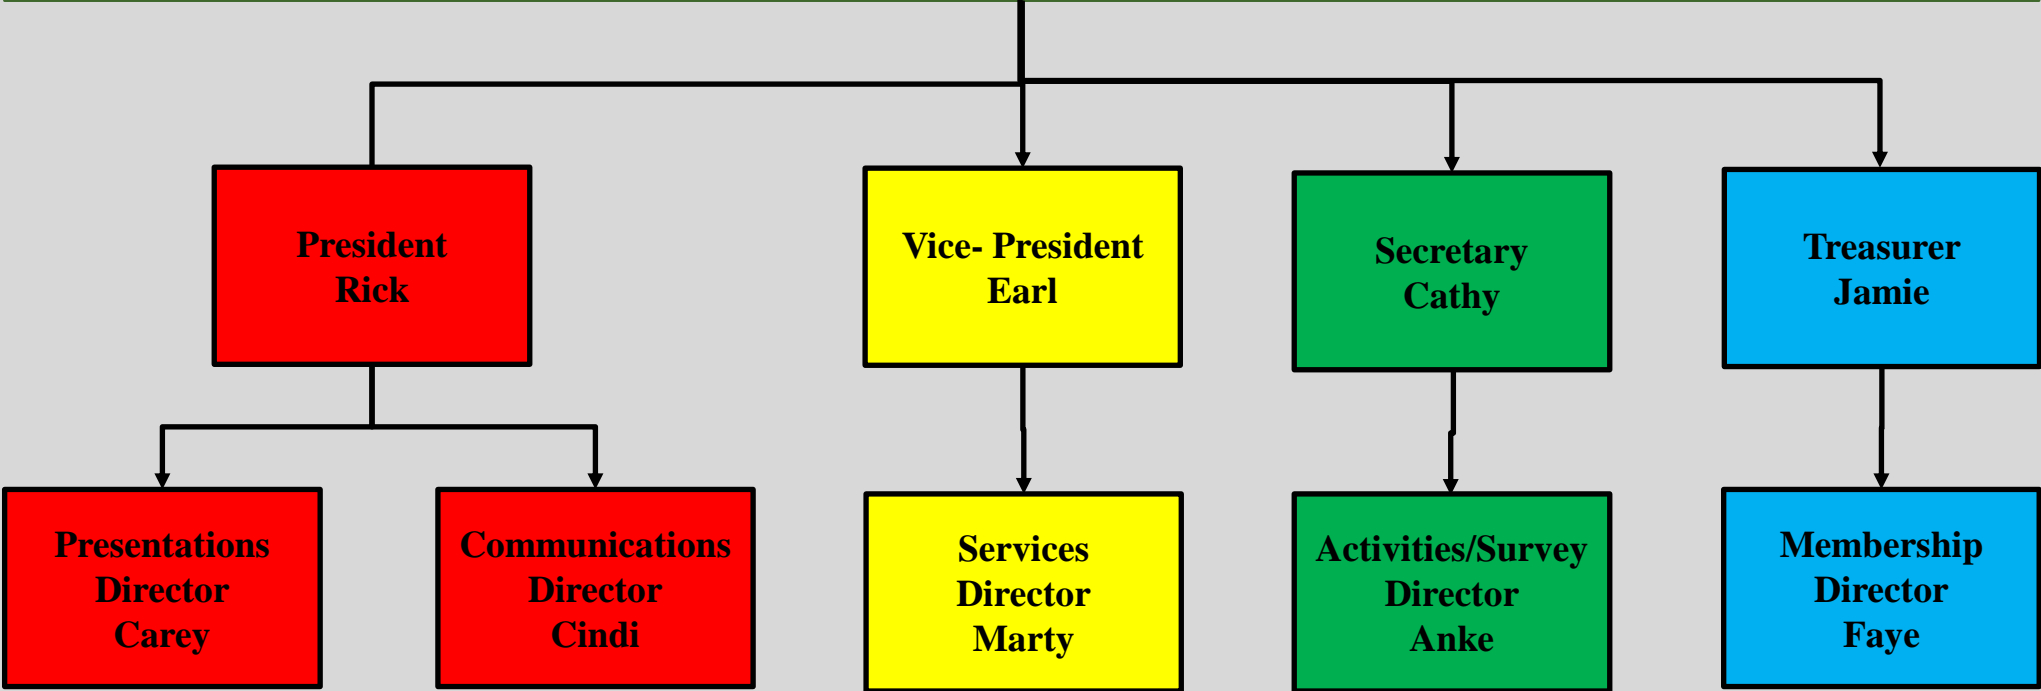 President
Rick
Vice- President
Earl
Secretary
Cathy
Treasurer
Jamie
Presentations
Director
Carey
Communications
Director
Cindi
Services
Director
Marty
Activities/Survey
Director
Anke
Membership
Director
Faye